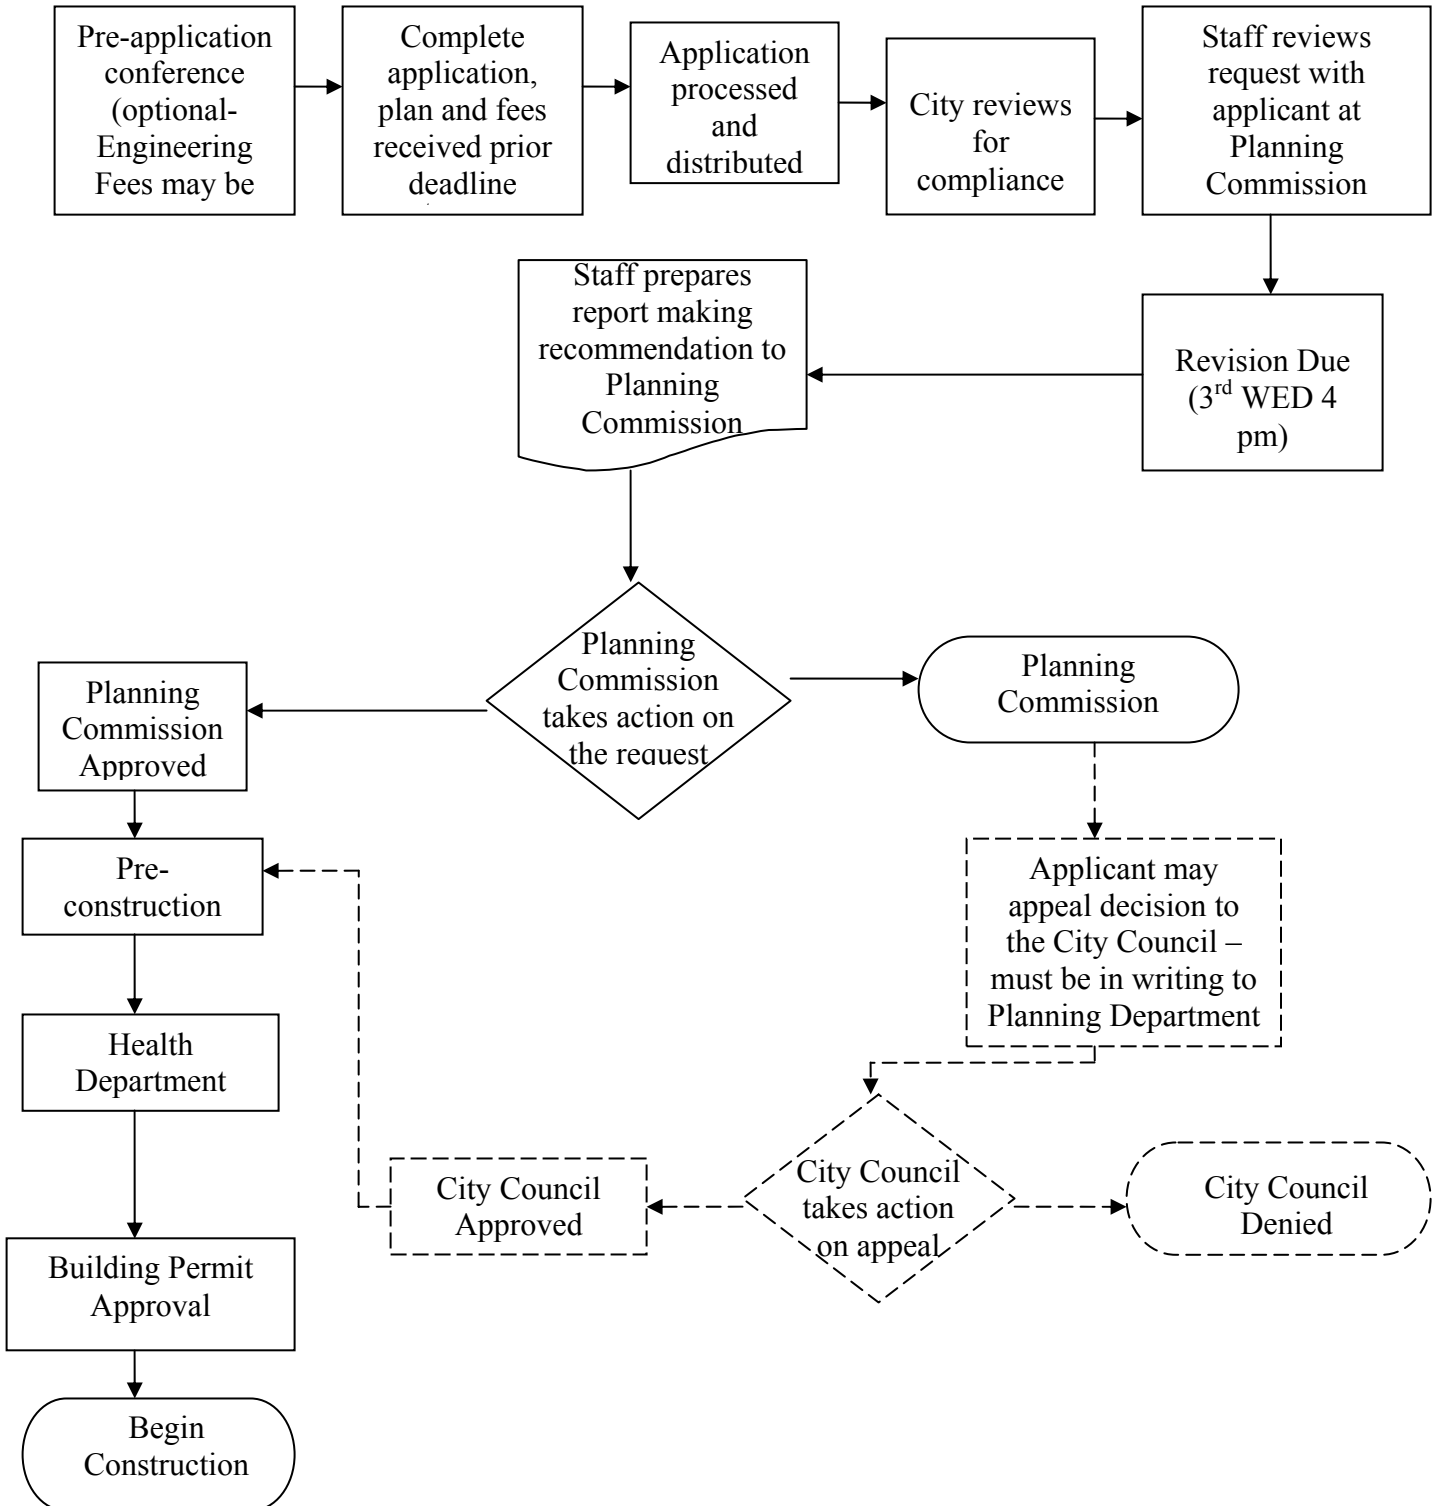 Pre-application
conference
(optional-
Engineering
Fees may be
Complete
application,
plan and fees
received prior
deadline
Application
processed
and
distributed
City reviews
for
compliance
Staff reviews
request with
applicant at
Planning
Commission
Revision Due
(3rd WED 4
pm)
Staff prepares
report making
recommendation to
Planning
Commission
Planning
Commission
takes action on
the request
Planning
Commission
Approved
Planning
Commission
Pre-
construction
Applicant may
appeal decision to
the City Council –
must be in writing to
Planning Department
Health
Department
City Council
takes action
on appeal
City Council
Approved
City Council
Denied
Building Permit
Approval
Begin
Construction